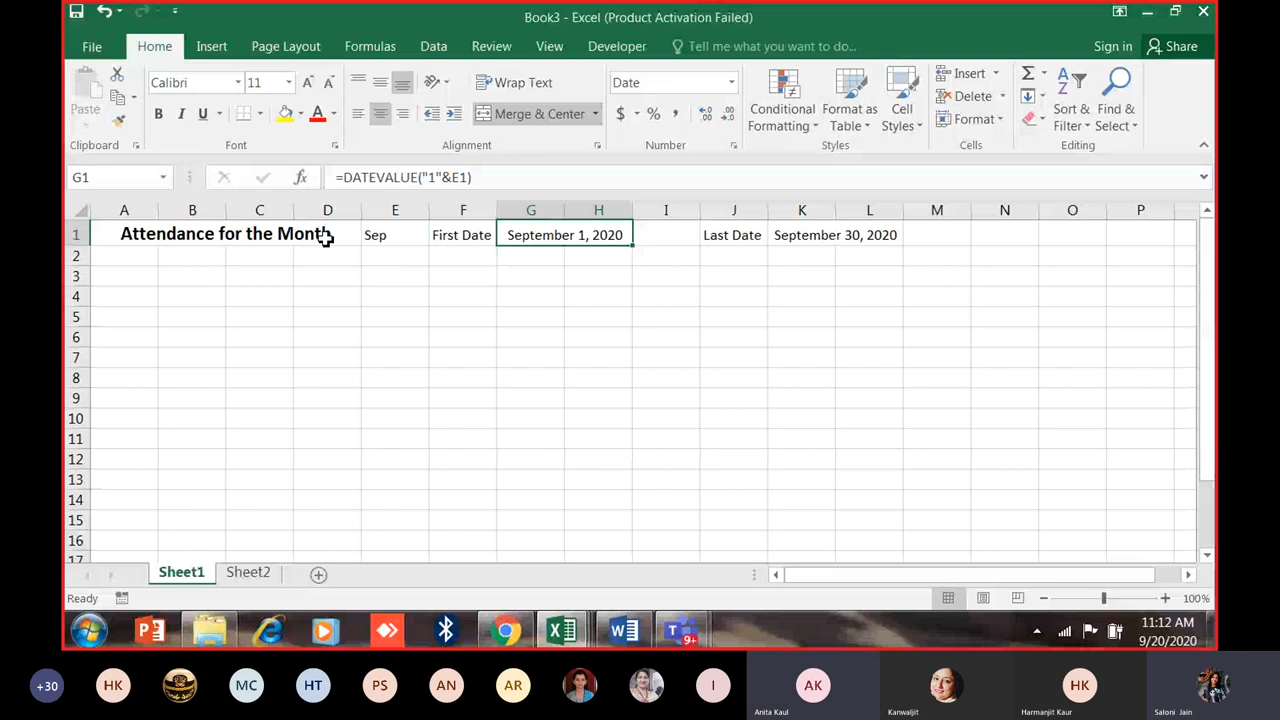 Book3 - Excel (Product Activation Failed)
File Home Insert Page Layout Formulas Data Review View Developer Tell me what you want to do... Sign in Share
Paste Calibri 11 Wrap Text Date Insert
B I U Merge & Center $ % Conditional Formatting Format as Table Cell Styles Delete Format Sort & Filter Find & Select
Clipboard Font Alignment Number Styles Cells Editing
G1 fx =DATEVALUE("1"&E1)
A B C D E F G H I J K L M N O P
1 Attendance for the Month Sep First Date September 1, 2020 Last Date September 30, 2020
2
3
4
5
6
7
8
9
10
11
12
13
14
15
16
17
Sheet1 Sheet2
Ready 100%
9+ 11:12 AM
9/20/2020
+30 HK MC HT PS AN AR I AK HK
Anita Kaul Kanwaljit Harmanjit Kaur Saloni Jain